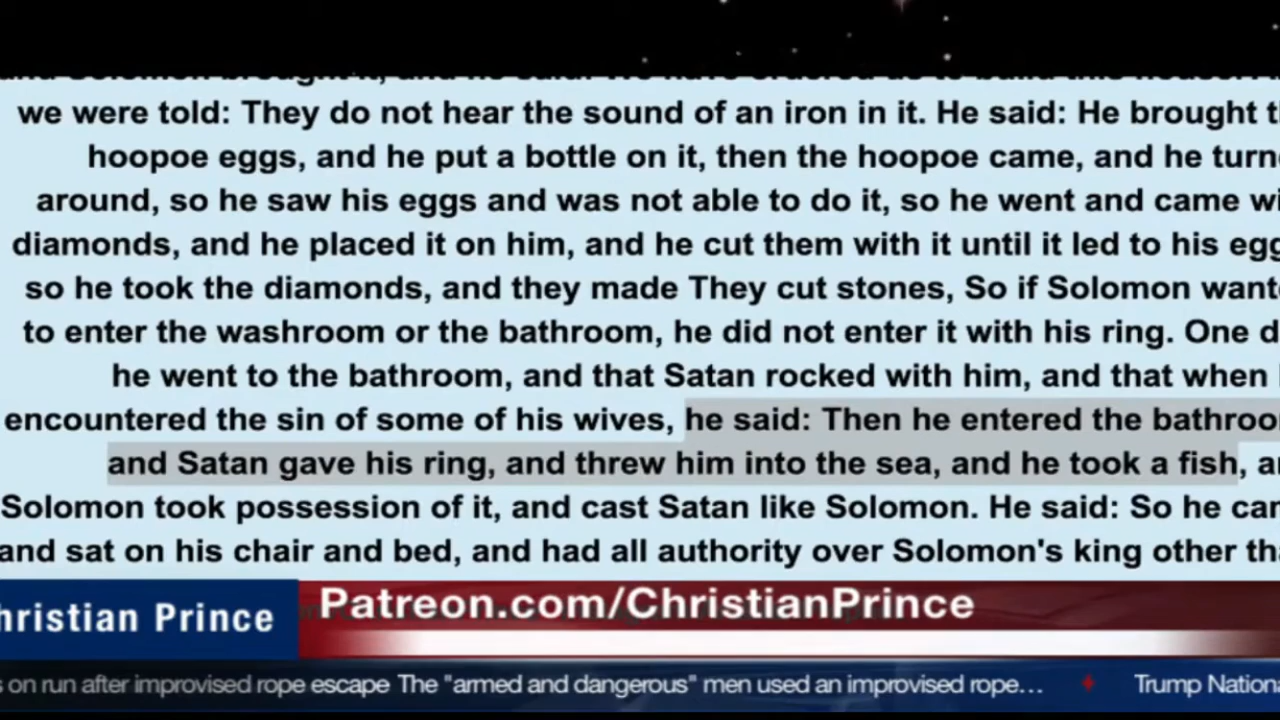 we were told: They do not hear the sound of an iron in it. He said: He brought
hoopoe eggs, and he put a bottle on it, then the hoopoe came, and he
around, so he saw his eggs and was not able to do it, so he went and came
diamonds, and he placed it on him, and he cut them with it until it led to his
so he took the diamonds, and they made They cut stones, So if Solomon
to enter the washroom or the bathroom, he did not enter it with his ring. One
he went to the bathroom, and that Satan rocked with him, and that when
encountered the sin of some of his wives, he said: Then he entered the
and Satan gave his ring, and threw him into the sea, and he took a fish,
Solomon took possession of it, and cast Satan like Solomon. He said: So he
and sat on his chair and bed, and had all authority over Solomon's king other
hristian Prince
Patreon.com/ChristianPrince
s on run after improvised rope escape The "armed and dangerous" men used an improvised rope… Trump